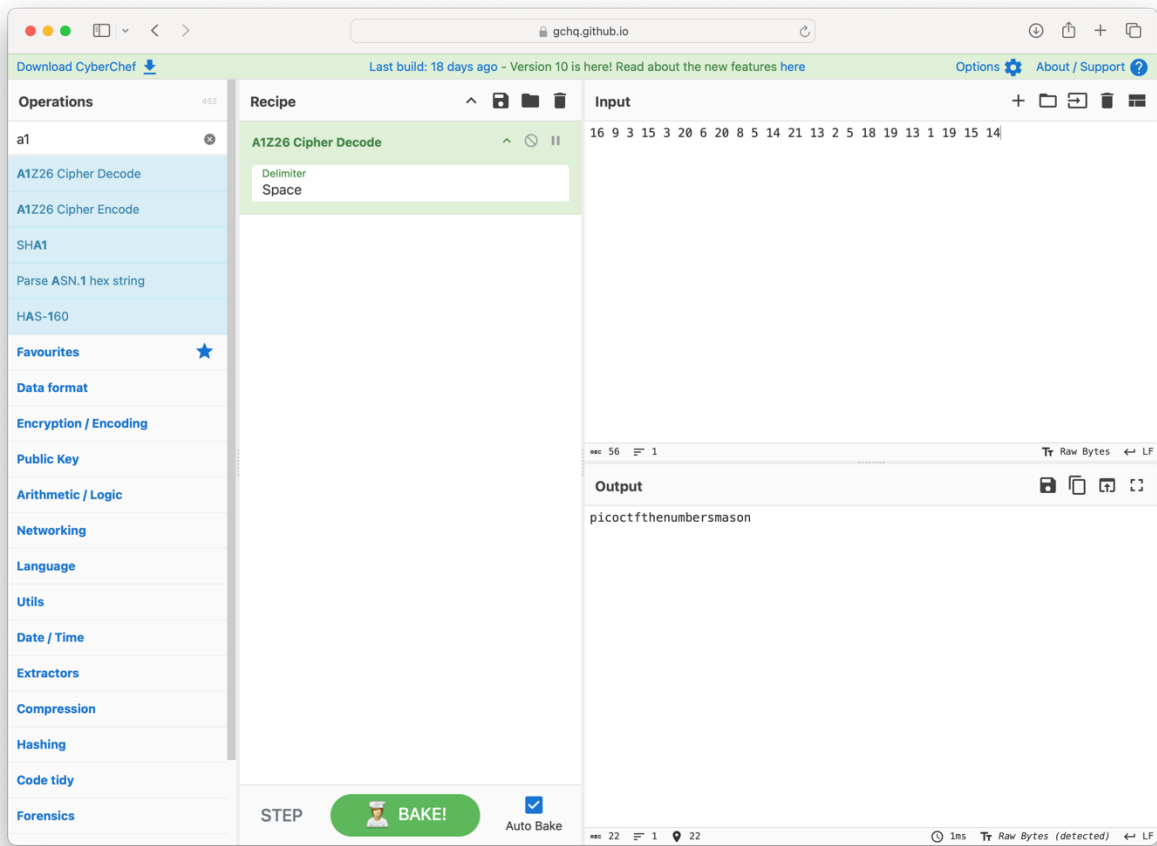 gchq.github.io
Download CyberChef
Last build: 18 days ago - Version 10 is here! Read about the new features here
Options
About / Support
Operations
452
a1
A1Z26 Cipher Decode
A1Z26 Cipher Encode
SHA1
Parse ASN.1 hex string
HAS-160
Favourites
Data format
Encryption / Encoding
Public Key
Arithmetic / Logic
Networking
Language
Utils
Date / Time
Extractors
Compression
Hashing
Code tidy
Forensics
Recipe
A1Z26 Cipher Decode
Delimiter
Space
STEP
BAKE!
Auto Bake
Input
16 9 3 15 3 20 6 20 8 5 14 21 13 2 5 18 19 13 1 19 15 14
ABC 56 1
Tт Raw Bytes LF
Output
picoctfthenumbersmason
ABC 22 1 22
1ms Tт Raw Bytes (detected) LF